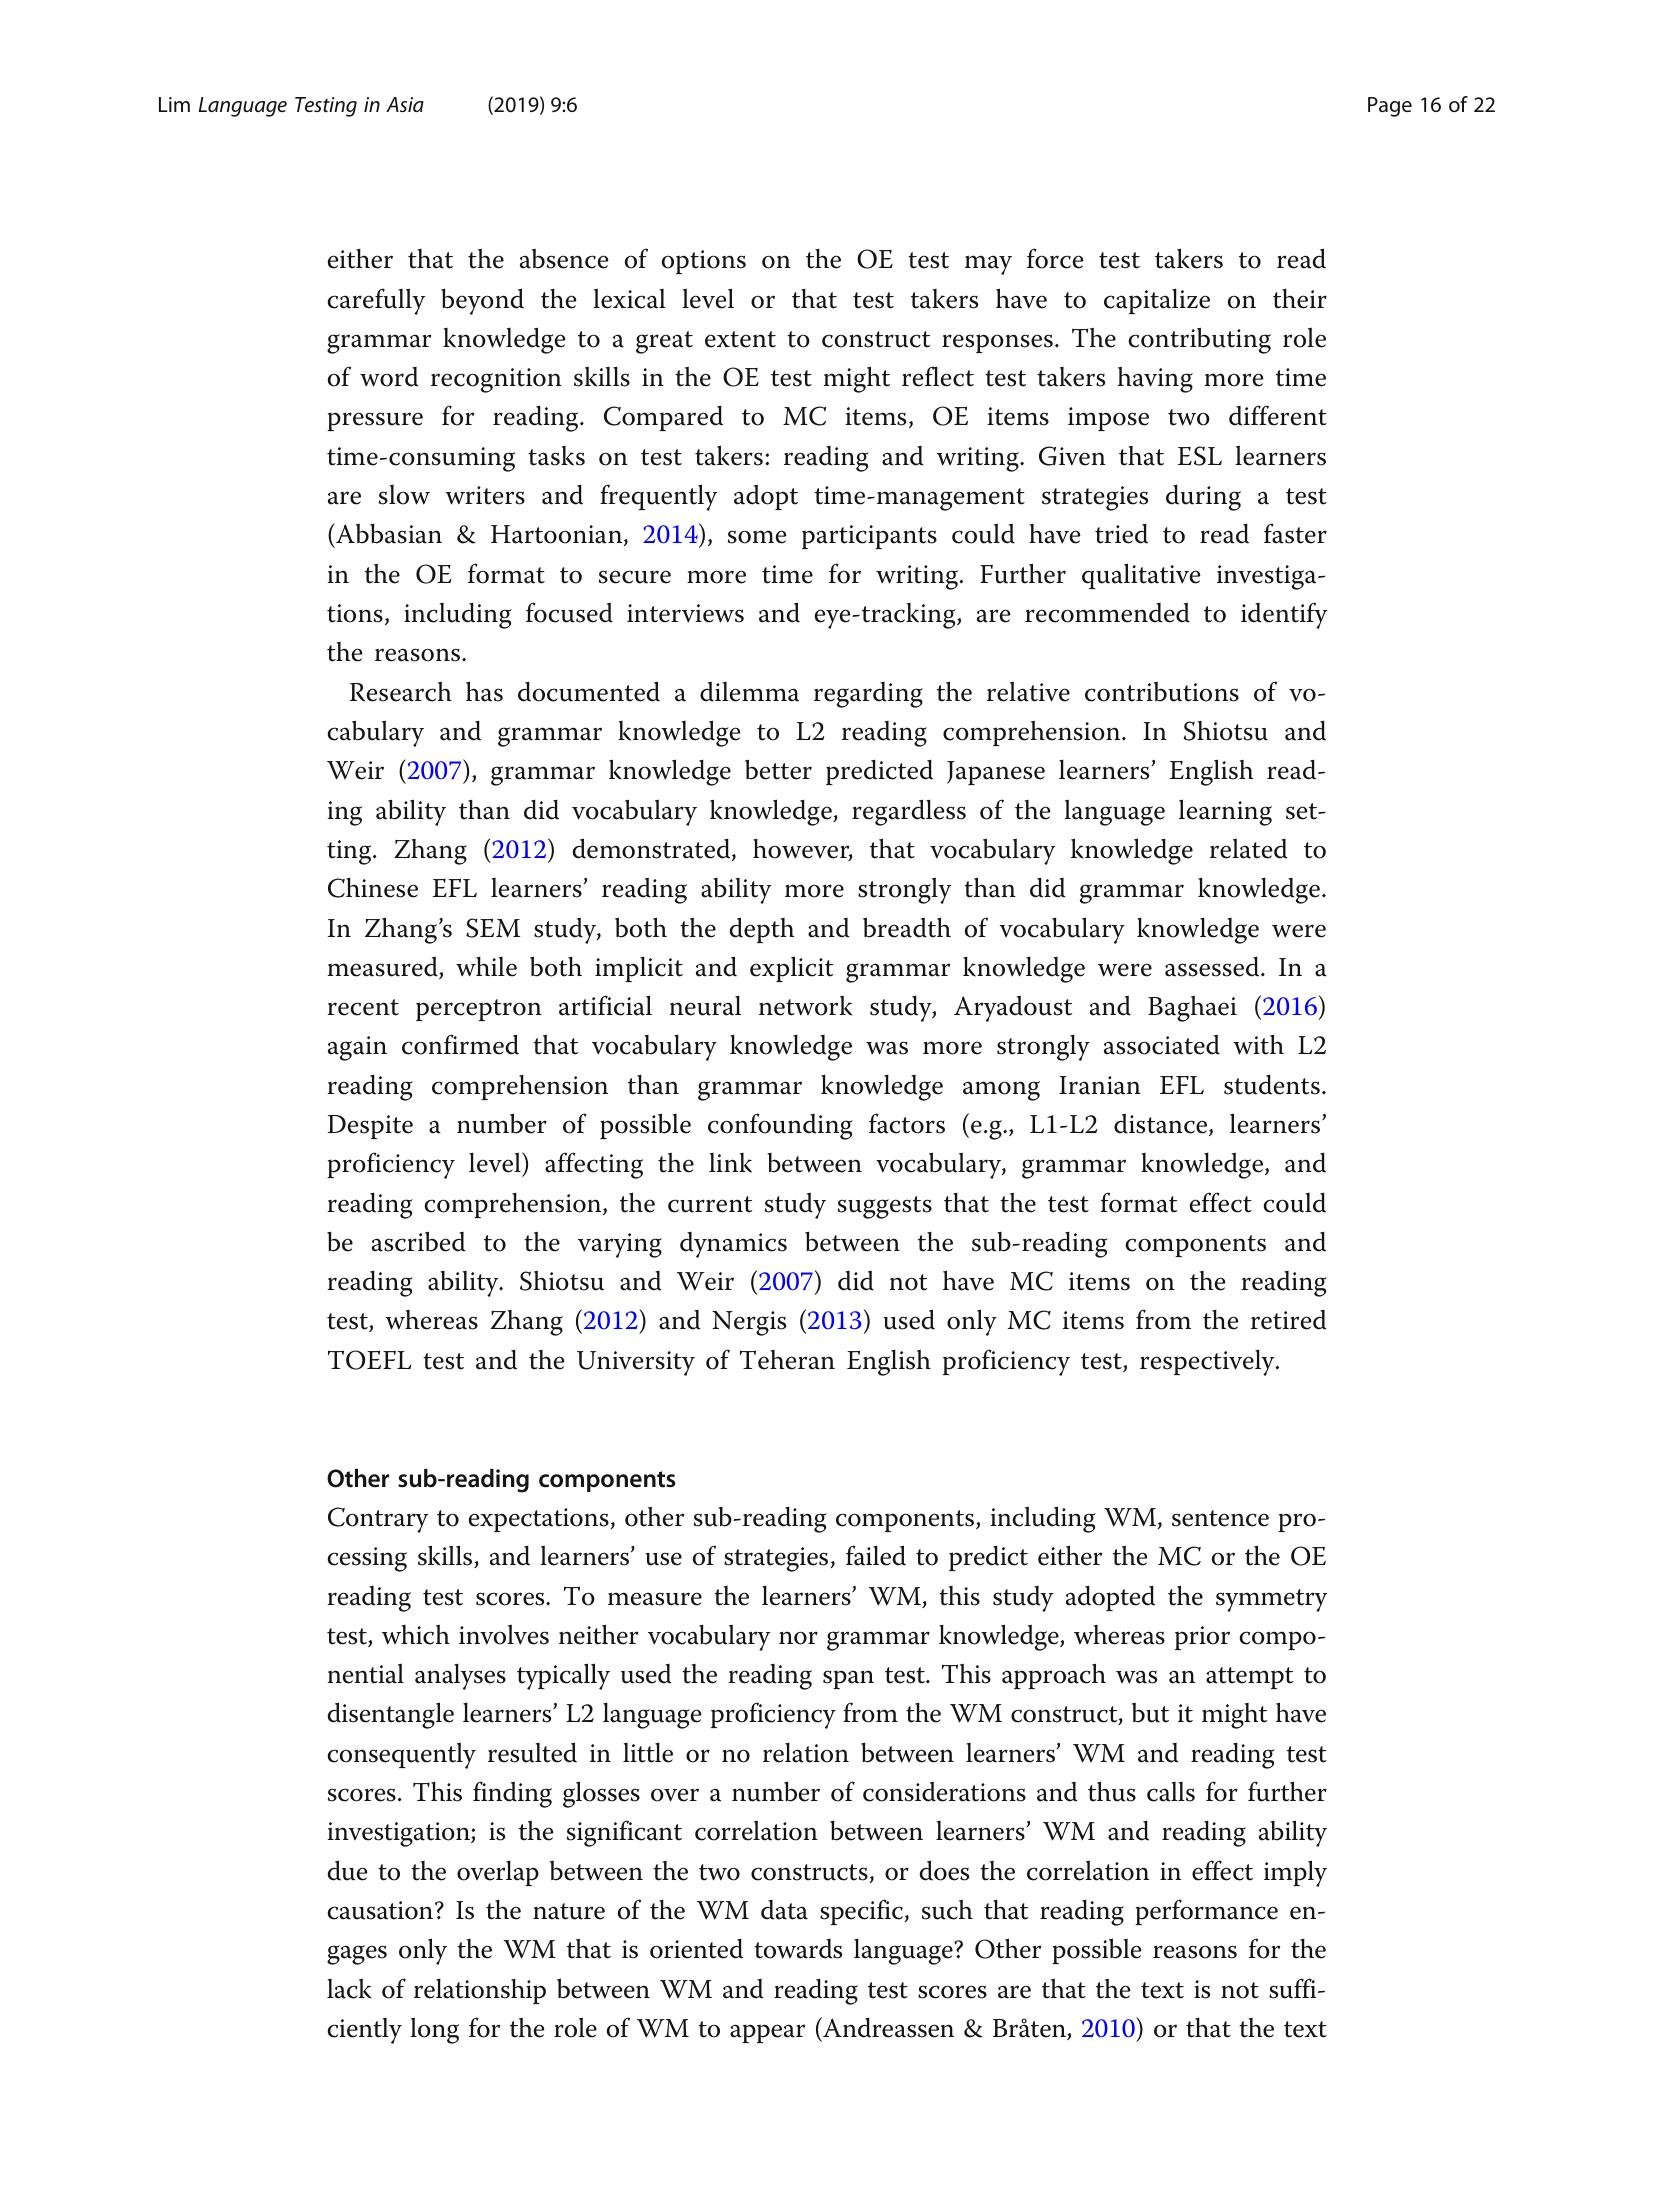 Lim Language Testing in Asia (2019) 9:6 Page 16 of 22
either that the absence of options on the OE test may force test takers to read
carefully beyond the lexical level or that test takers have to capitalize on their
grammar knowledge to a great extent to construct responses. The contributing role
of word recognition skills in the OE test might reflect test takers having more time
pressure for reading. Compared to MC items, OE items impose two different
time-consuming tasks on test takers: reading and writing. Given that ESL learners
are slow writers and frequently adopt time-management strategies during a test
(Abbasian & Hartoonian, 2014), some participants could have tried to read faster
in the OE format to secure more time for writing. Further qualitative investiga-
tions, including focused interviews and eye-tracking, are recommended to identify
the reasons.
Research has documented a dilemma regarding the relative contributions of vo-
cabulary and grammar knowledge to L2 reading comprehension. In Shiotsu and
Weir (2007), grammar knowledge better predicted Japanese learners’ English read-
ing ability than did vocabulary knowledge, regardless of the language learning set-
ting. Zhang (2012) demonstrated, however, that vocabulary knowledge related to
Chinese EFL learners’ reading ability more strongly than did grammar knowledge.
In Zhang’s SEM study, both the depth and breadth of vocabulary knowledge were
measured, while both implicit and explicit grammar knowledge were assessed. In a
recent perceptron artificial neural network study, Aryadoust and Baghaei (2016)
again confirmed that vocabulary knowledge was more strongly associated with L2
reading comprehension than grammar knowledge among Iranian EFL students.
Despite a number of possible confounding factors (e.g., L1-L2 distance, learners’
proficiency level) affecting the link between vocabulary, grammar knowledge, and
reading comprehension, the current study suggests that the test format effect could
be ascribed to the varying dynamics between the sub-reading components and
reading ability. Shiotsu and Weir (2007) did not have MC items on the reading
test, whereas Zhang (2012) and Nergis (2013) used only MC items from the retired
TOEFL test and the University of Teheran English proficiency test, respectively.
Other sub-reading components
Contrary to expectations, other sub-reading components, including WM, sentence pro-
cessing skills, and learners’ use of strategies, failed to predict either the MC or the OE
reading test scores. To measure the learners’ WM, this study adopted the symmetry
test, which involves neither vocabulary nor grammar knowledge, whereas prior compo-
nential analyses typically used the reading span test. This approach was an attempt to
disentangle learners’ L2 language proficiency from the WM construct, but it might have
consequently resulted in little or no relation between learners’ WM and reading test
scores. This finding glosses over a number of considerations and thus calls for further
investigation; is the significant correlation between learners’ WM and reading ability
due to the overlap between the two constructs, or does the correlation in effect imply
causation? Is the nature of the WM data specific, such that reading performance en-
gages only the WM that is oriented towards language? Other possible reasons for the
lack of relationship between WM and reading test scores are that the text is not suffi-
ciently long for the role of WM to appear (Andreassen & Bråten, 2010) or that the text